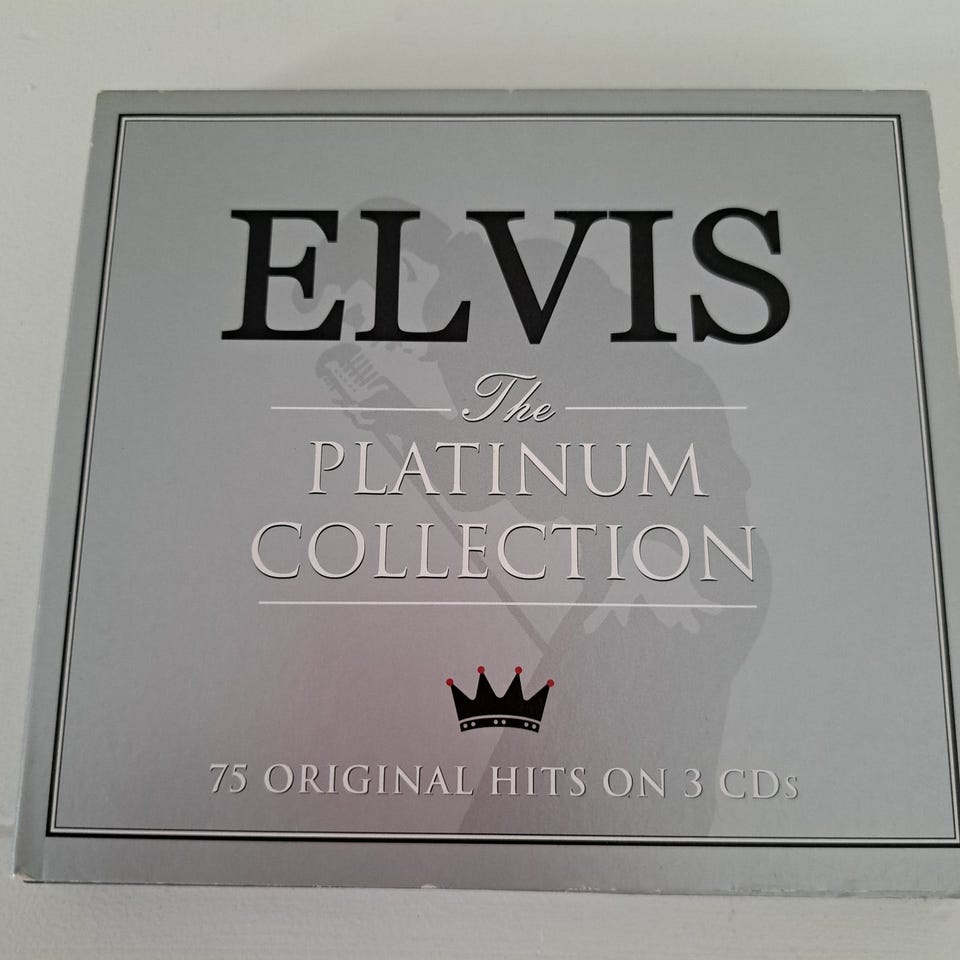 ELVIS
The
PLATINUM
COLLECTION
75 ORIGINAL HITS ON 3 CDs